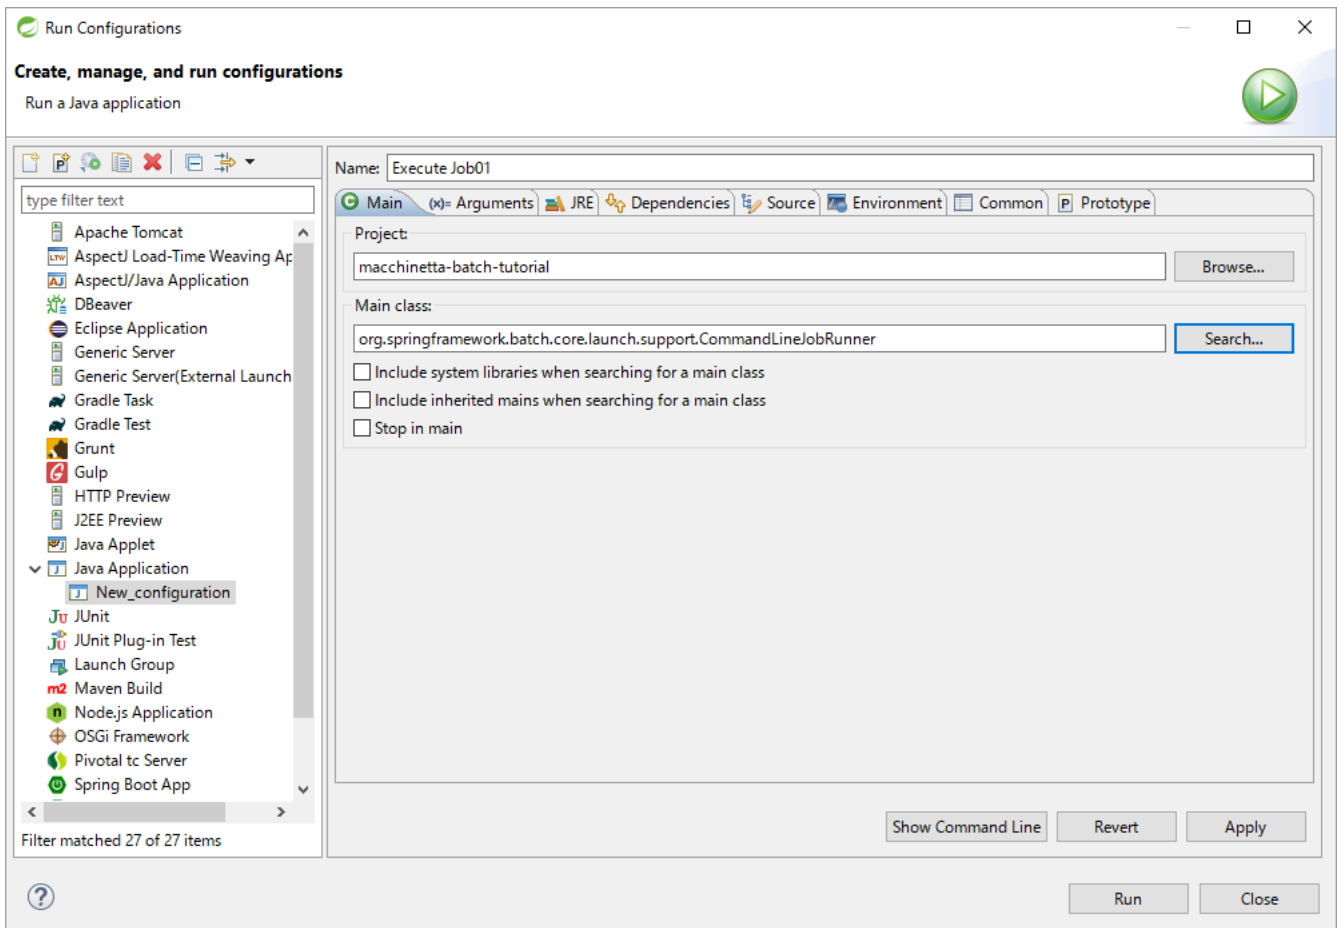 Run Configurations
Create, manage, and run configurations
Run a Java application
type filter text
Apache Tomcat
AspectJ Load-Time Weaving Ap
AspectJ/Java Application
DBeaver
Eclipse Application
Generic Server
Generic Server(External Launch
Gradle Task
Gradle Test
Grunt
Gulp
HTTP Preview
J2EE Preview
Java Applet
Java Application
New_configuration
JUnit
JUnit Plug-in Test
Launch Group
m2 Maven Build
Node.js Application
OSGi Framework
Pivotal tc Server
Spring Boot App
Filter matched 27 of 27 items
Name: Execute Job01
Main (x)= Arguments JRE Dependencies Source Environment Common Prototype
Project:
macchinetta-batch-tutorial Browse...
Main class:
org.springframework.batch.core.launch.support.CommandLineJobRunner Search...
Include system libraries when searching for a main class
Include inherited mains when searching for a main class
Stop in main
Show Command Line Revert Apply
? Run Close